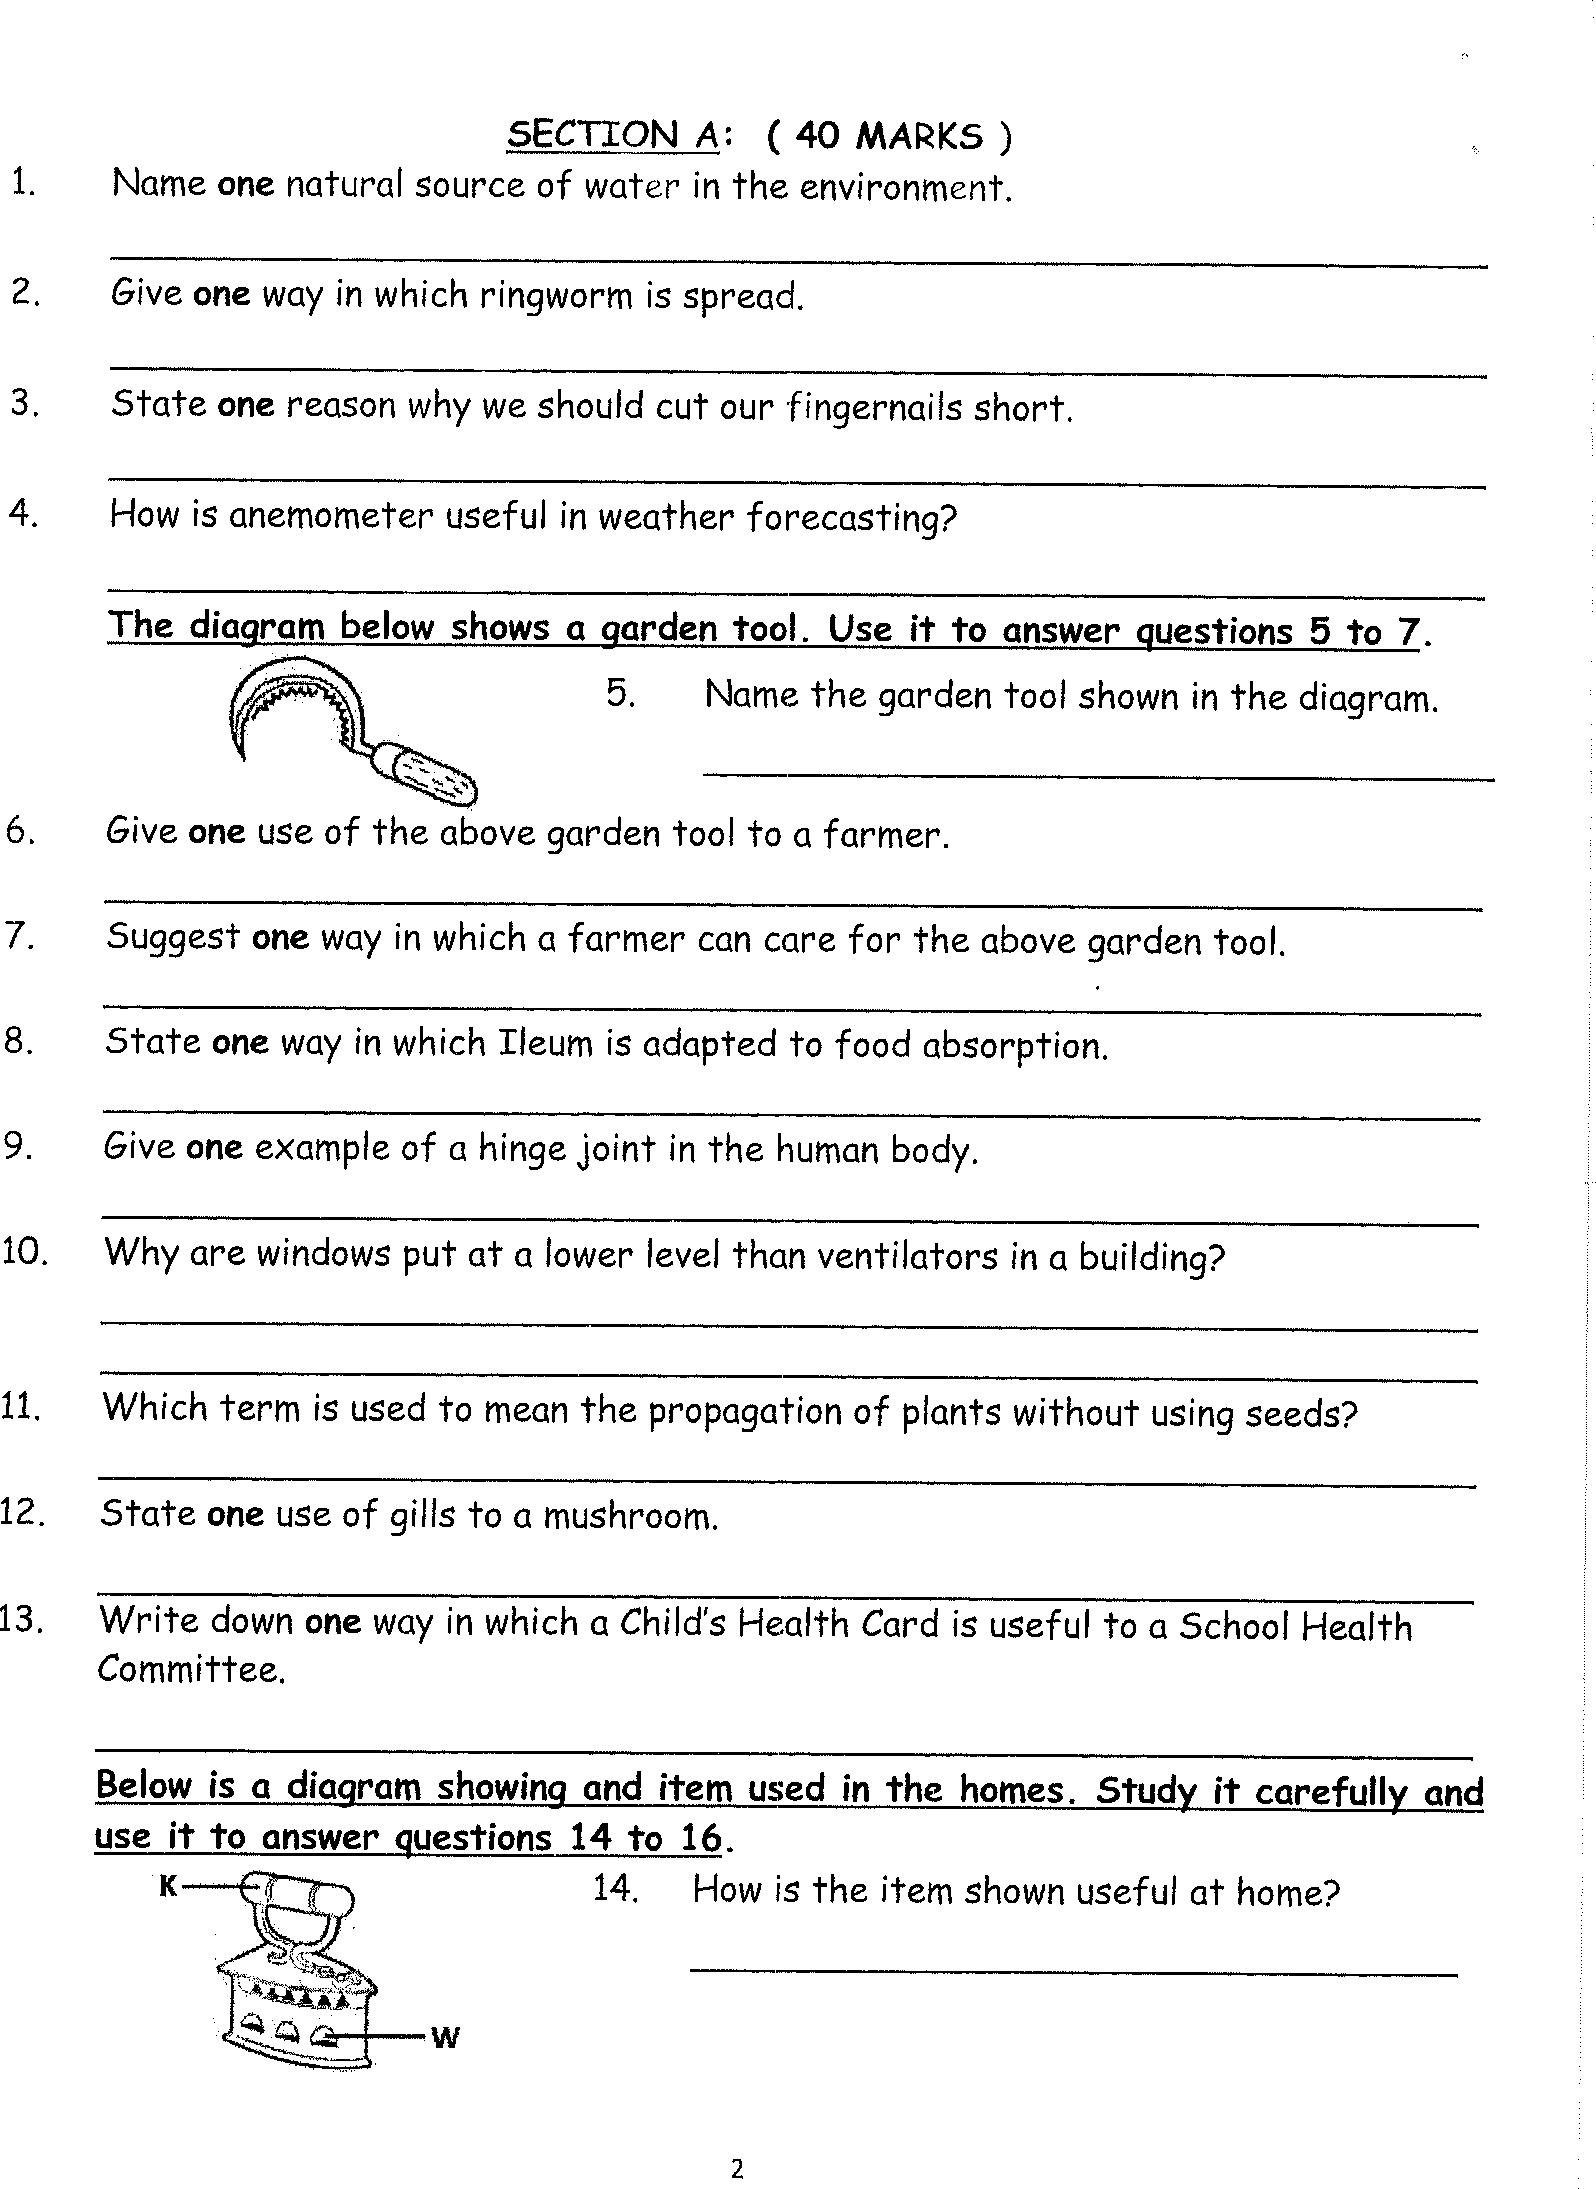 SECTION A: ( 40 MARKS )
1. Name one natural source of water in the environment.
2. Give one way in which ringworm is spread.
3. State one reason why we should cut our fingernails short.
4. How is anemometer useful in weather forecasting?
The diagram below shows a garden tool. Use it to answer questions 5 to 7.
5. Name the garden tool shown in the diagram.
6. Give one use of the above garden tool to a farmer.
7. Suggest one way in which a farmer can care for the above garden tool.
8. State one way in which Ileum is adapted to food absorption.
9. Give one example of a hinge joint in the human body.
10. Why are windows put at a lower level than ventilators in a building?
11. Which term is used to mean the propagation of plants without using seeds?
12. State one use of gills to a mushroom.
13. Write down one way in which a Child's Health Card is useful to a School Health
Committee.
Below is a diagram showing and item used in the homes. Study it carefully and
use it to answer questions 14 to 16.
K
14. How is the item shown useful at home?
W
2